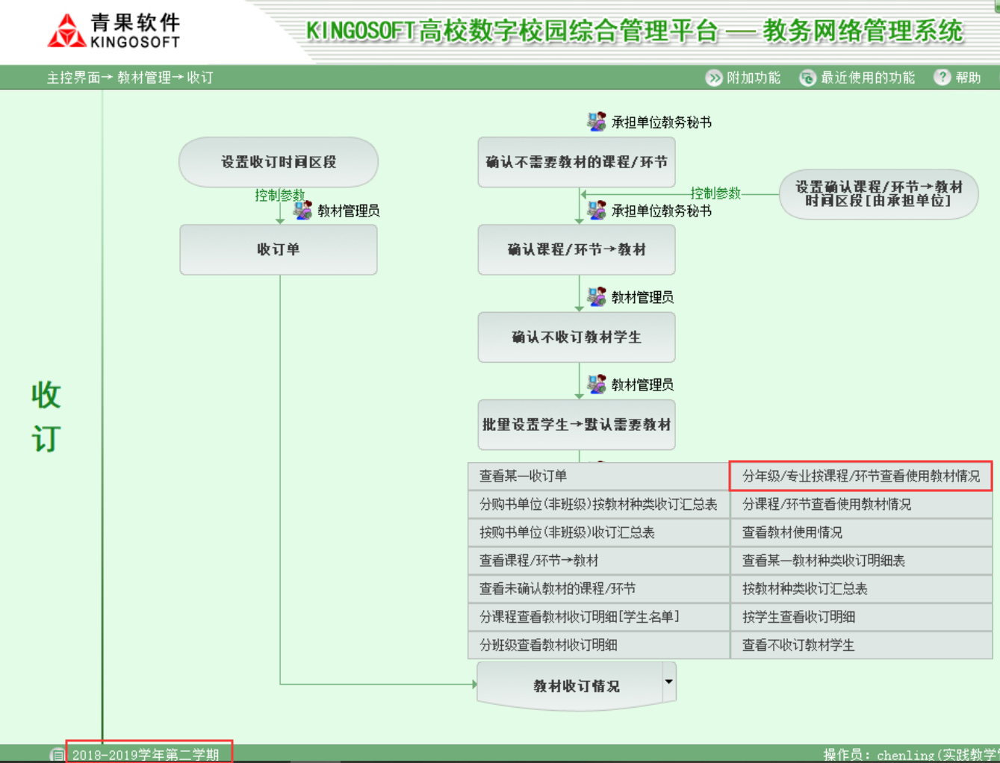 青果软件
KINGOSOFT
KINGOSOFT高校数字校园综合管理平台 — 教务网络管理系统
主控界面→ 教材管理→ 收订
附加功能
最近使用的功能
帮助
收订
设置收订时间区段
控制参数
教材管理员
收订单
承担单位教务秘书
确认不需要教材的课程/环节
控制参数
设置确认课程/环节→教材
时间区段[由承担单位]
承担单位教务秘书
确认课程/环节→教材
教材管理员
确认不收订教材学生
教材管理员
批量设置学生→默认需要教材
查看某一收订单
分年级/专业按课程/环节查看使用教材情况
分购书单位(非班级)按教材种类收订汇总表
分课程/环节查看使用教材情况
按购书单位(非班级)收订汇总表
查看教材使用情况
查看课程/环节→教材
查看某一教材种类收订明细表
查看未确认教材的课程/环节
按教材种类收订汇总表
分课程查看教材收订明细[学生名单]
按学生查看收订明细
分班级查看教材收订明细
查看不收订教材学生
教材收订情况
2018-2019学年第二学期
操作员: chenling(实践教学